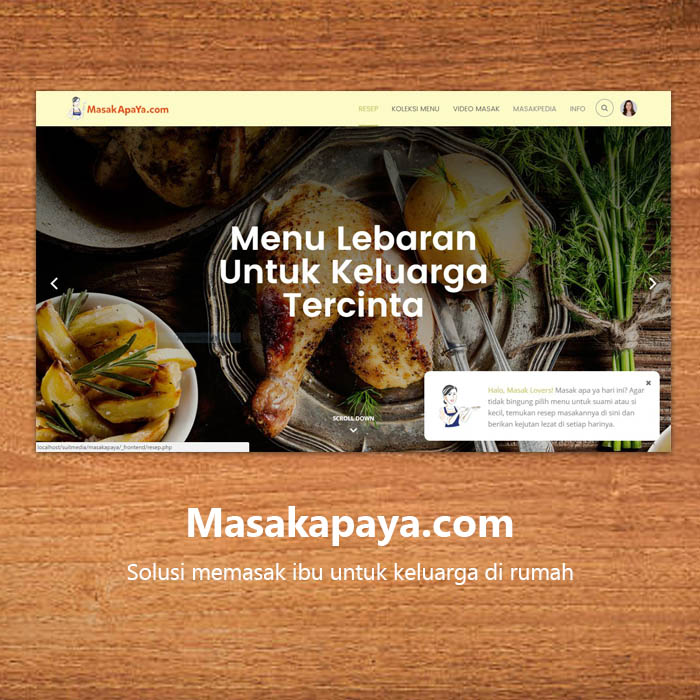 MasakApaYa.com
RESEP KOLEKSI MENU VIDEO MASAK MASAKPEDIA INFO
Menu Lebaran
Untuk Keluarga
Tercinta
Halo, Masak Lovers! Masak apa ya hari ini? Agar
tidak bingung pilih menu untuk suami atau si
kecil, temukan resep masakannya di sini dan
berikan kejutan lezat di setiap harinya.
SCROLL DOWN
localhost/suitmedia/masakapaya/_frontend/resep.php
Masakapaya.com
Solusi memasak ibu untuk keluarga di rumah